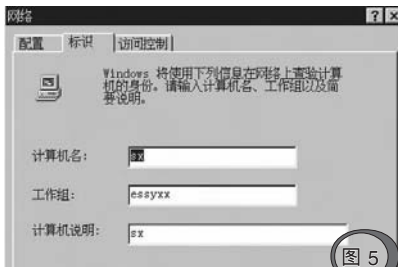 网络
配置 标识 访问控制
Windows 将使用下列信息在网络上查验计算
机的身份。请输入计算机名、工作组以及简
要说明。
计算机名: sx
工作组: essyxx
计算机说明: sx
图 5